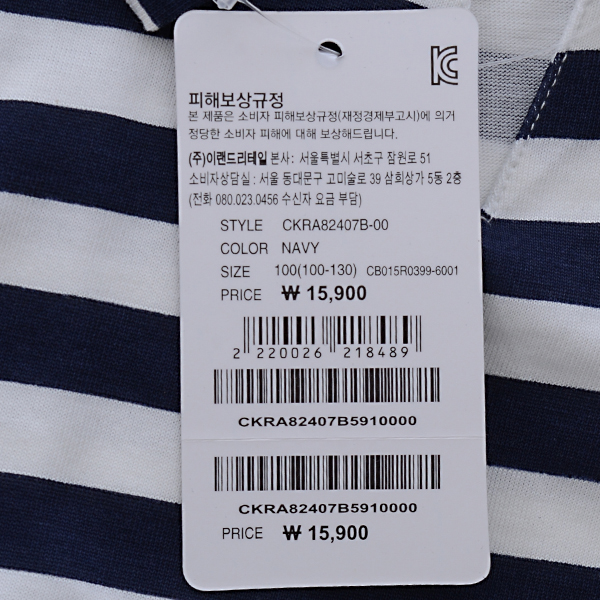 KC
피해보상규정
본 제품은 소비자 피해보상규정(재정경제부고시)에 의거
정당한 소비자 피해에 대해 보상해드립니다.
(주)이랜드리테일 본사: 서울특별시 서초구 잠원로 51
소비자상담실 : 서울 동대문구 고미술로 39 삼희상가 5동 2층
(전화 080.023.0456 수신자 요금 부담)
STYLE CKRA82407B-00
COLOR NAVY
SIZE 100(100-130) CB015R0399-6001
PRICE ₩ 15,900
2 220026 218489
CKRA82407B5910000
CKRA82407B5910000
PRICE ₩ 15,900